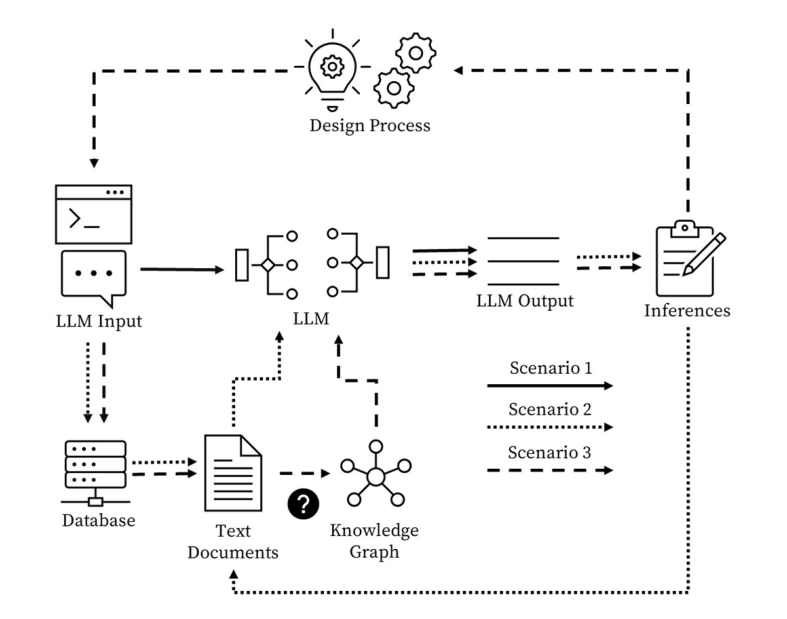 Design Process
>_
LLM Input
LLM
LLM Output
Inferences
Scenario 1
Scenario 2
Scenario 3
Database
Text
Documents
?
Knowledge
Graph